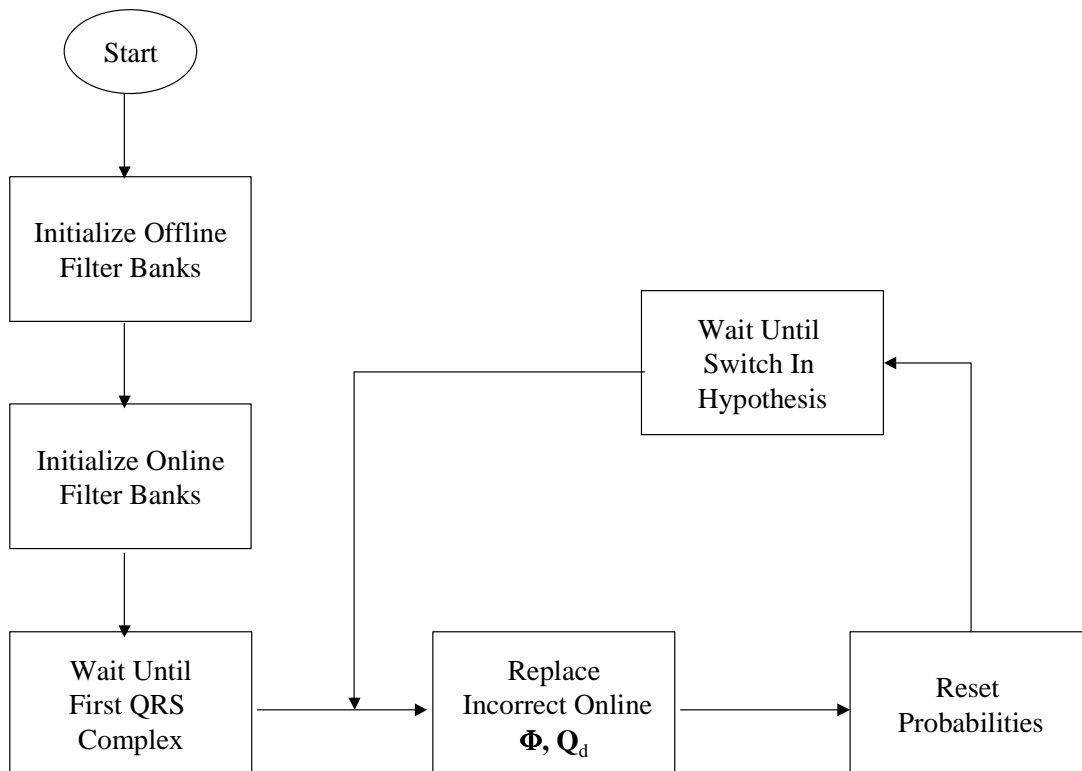 Start
Initialize Offline
Filter Banks
Initialize Online
Filter Banks
Wait Until
First QRS
Complex
Replace
Incorrect Online
Φ, Q_d
Reset
Probabilities
Wait Until
Switch In
Hypothesis